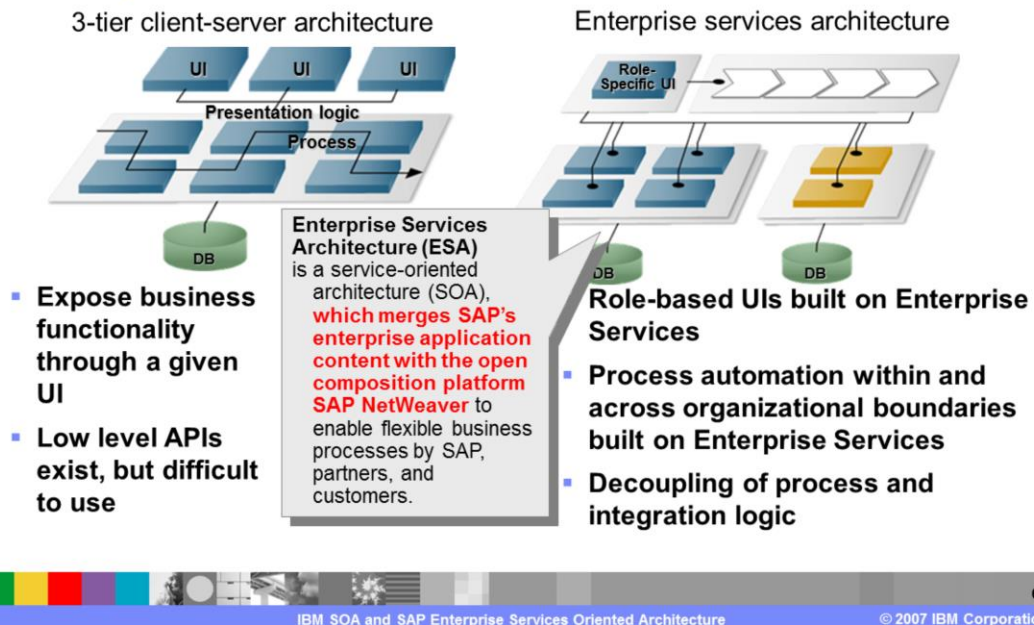 3-tier client-server architecture
UI
UI
UI
Presentation logic
Process
DB
Expose business
functionality
through a given
UI
Low level APIs
exist, but difficult
to use
Enterprise Services
Architecture (ESA)
is a service-oriented
architecture (SOA),
which merges SAP's
enterprise application
content with the open
composition platform
SAP NetWeaver to
enable flexible business
processes by SAP,
partners, and
customers.
Enterprise services architecture
Role-
Specific UI
DB
DB
Role-based UIs built on Enterprise
Services
Process automation within and
across organizational boundaries
built on Enterprise Services
Decoupling of process and
integration logic
IBM SOA and SAP Enterprise Services Oriented Architecture
© 2007 IBM Corporatio